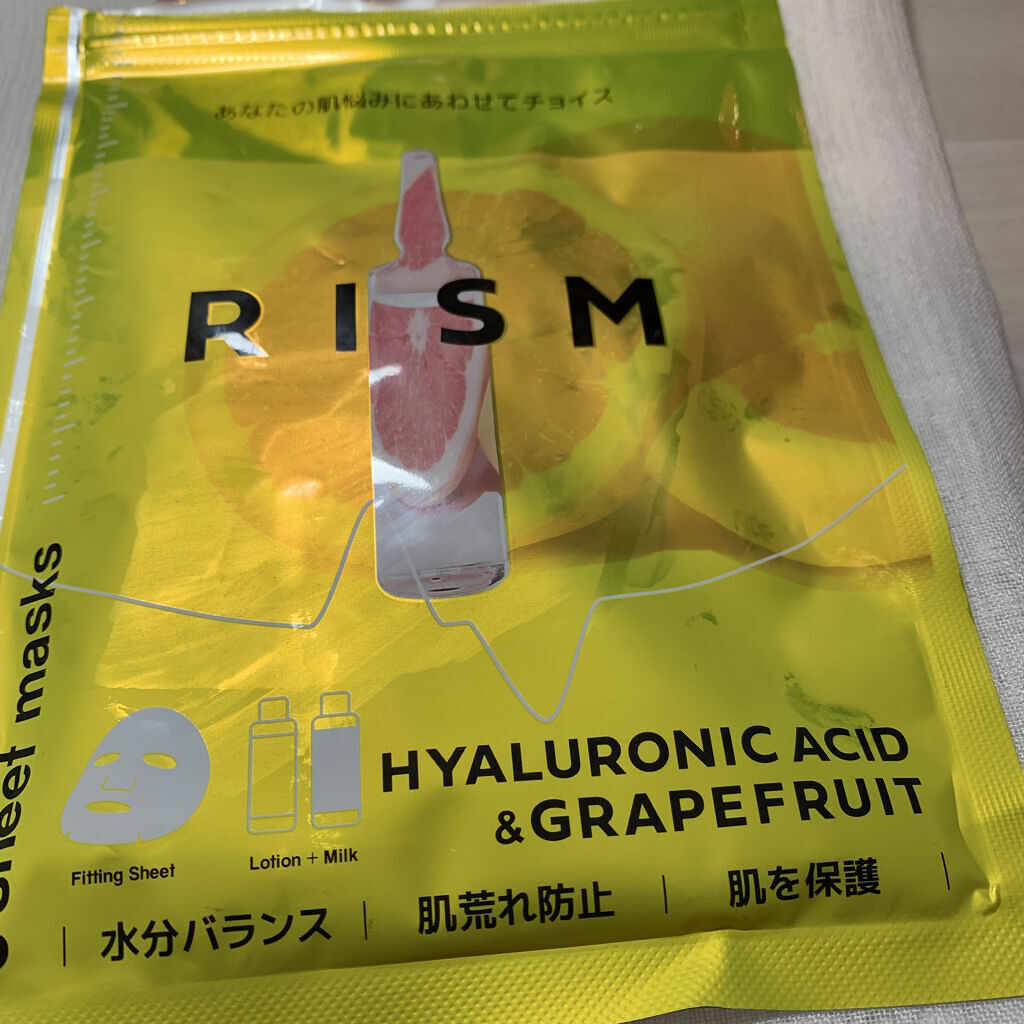 あなたの肌悩みにあわせてチョイス
RISM
sheet masks
Fitting Sheet
Lotion + Milk
HYALURONIC ACID
& GRAPEFRUIT
水分バランス
肌荒れ防止
肌を保護